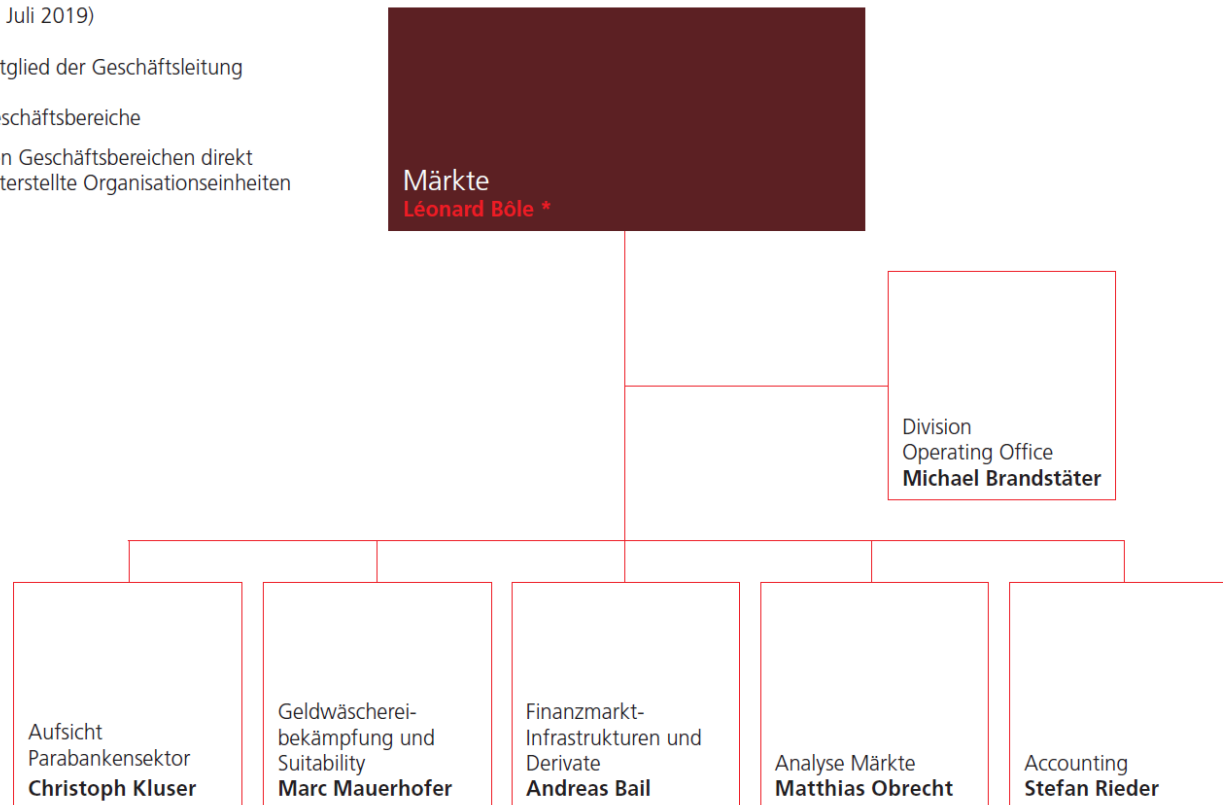 Juli 2019)
tglied der Geschäftsleitung
schäftsbereiche
n Geschäftsbereichen direkt
terstellte Organisationseinheiten
Märkte
Léonard Bôle *
Division
Operating Office
Michael Brandstäter
Aufsicht
Parabankensektor
Christoph Kluser
Geldwäscherei-
bekämpfung und
Suitability
Marc Mauerhofer
Finanzmarkt-
Infrastrukturen und
Derivate
Andreas Bail
Analyse Märkte
Matthias Obrecht
Accounting
Stefan Rieder